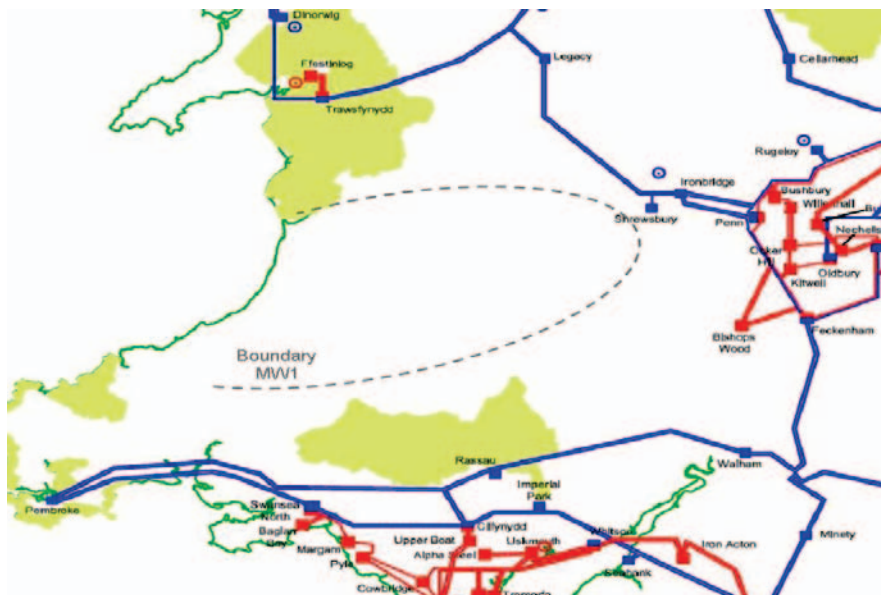 Dinorwig
Ffestiniog
Trawsfynydd
Legacy
Cellarhead
Rugeley
Ironbridge
Bushbury
Willenhall
Shrewsbury
Penn
Nechells
Ocker
Hill
Oldbury
Kitwell
Boundary
MW1
Bishops
Wood
Feckenham
Rassau
Walham
Imperial
Park
Pembroke
Swansea
North
Baglan
Bay
Cilfynydd
Whitson
Margam
Upper Boat
Uskmouth
Alpha Steel
Iron Acton
Minety
Pyle
Seabank
Cowbridge